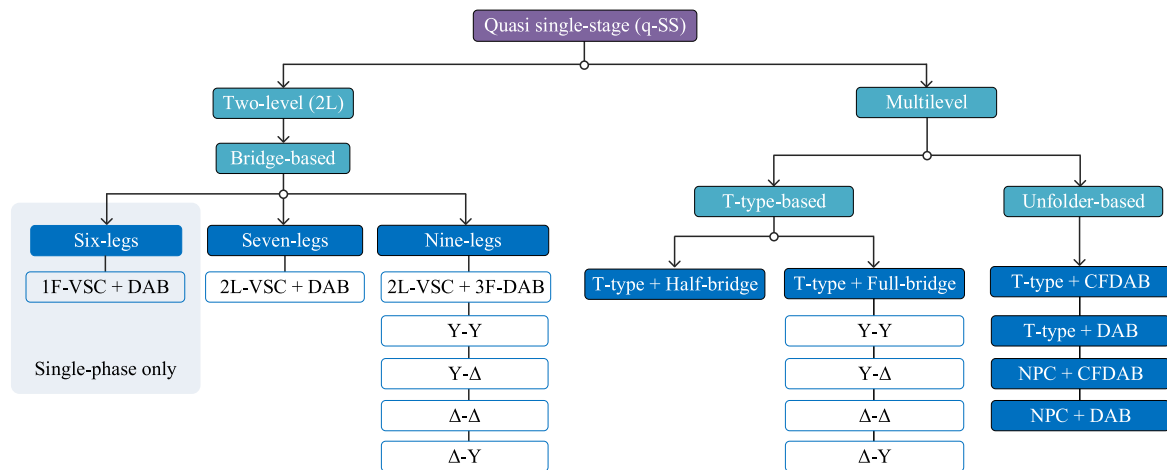 Quasi single-stage (q-SS)
Two-level (2L)
Multilevel
Bridge-based
T-type-based
Unfolder-based
Six-legs
Seven-legs
Nine-legs
T-type + Half-bridge
T-type + Full-bridge
T-type + CFDAB
1F-VSC + DAB
2L-VSC + DAB
2L-VSC + 3F-DAB
Y-Y
Y-Y
T-type + DAB
Single-phase only
Y-Δ
Y-Δ
NPC + CFDAB
Δ-Δ
Δ-Δ
NPC + DAB
Δ-Y
Δ-Y